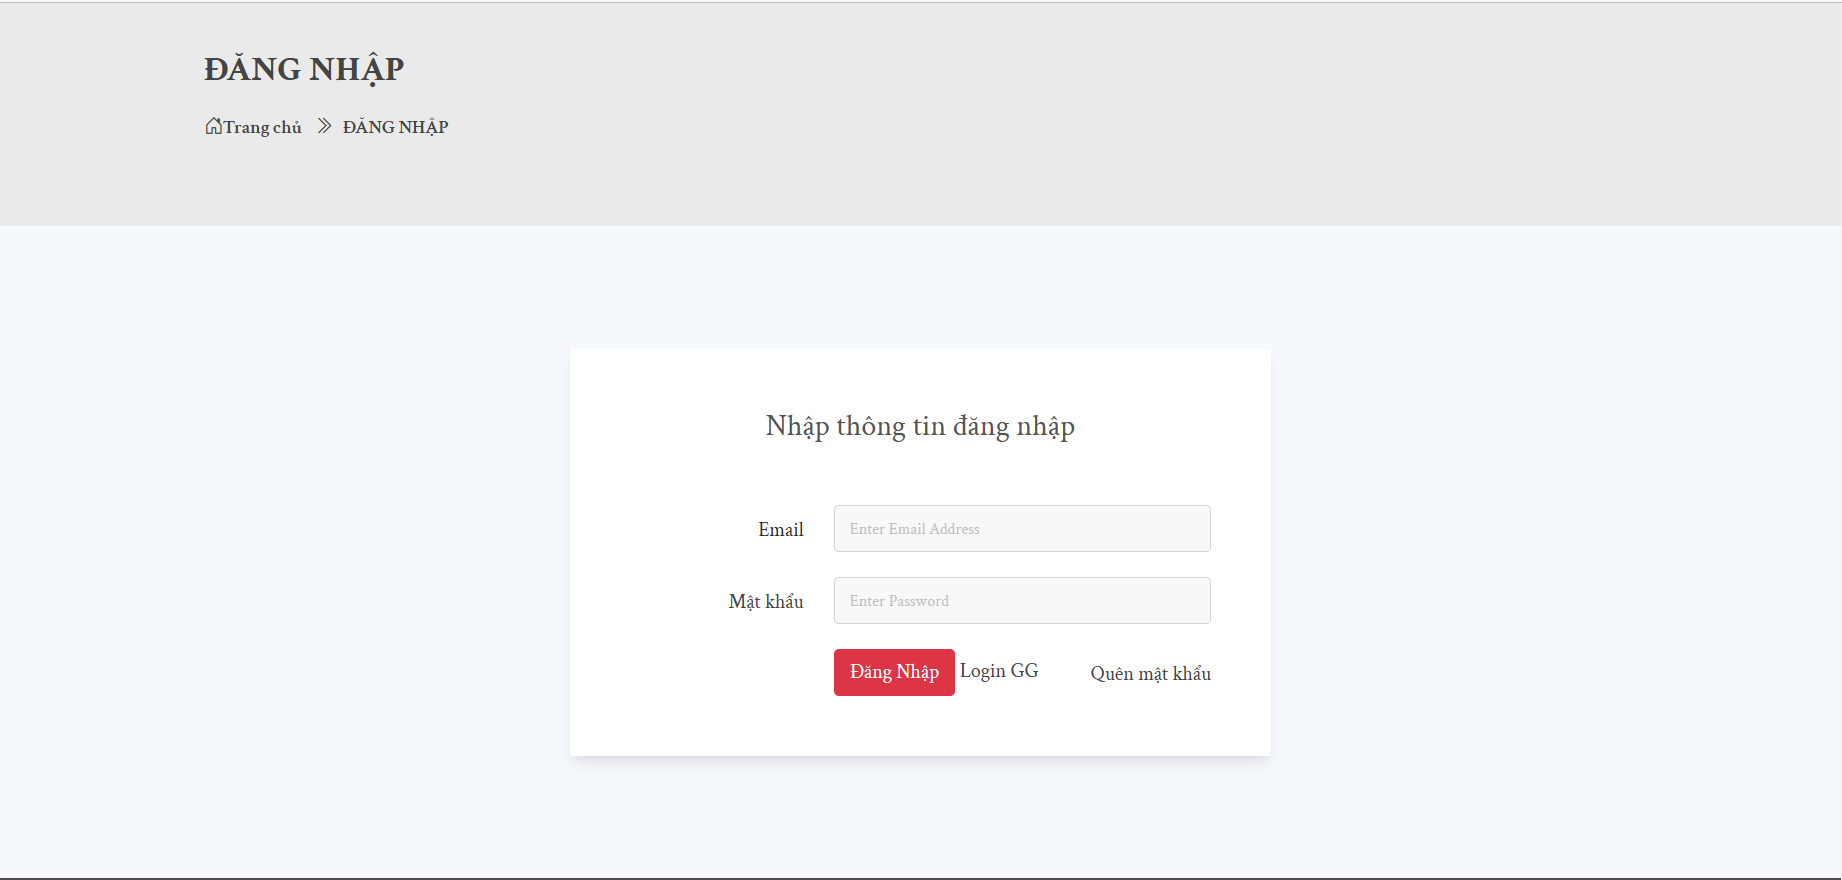 ĐĂNG NHẬP
Trang chủ ĐĂNG NHẬP
Nhập thông tin đăng nhập
Email Enter Email Address
Mật khẩu Enter Password
Đăng Nhập Login GG Quên mật khẩu